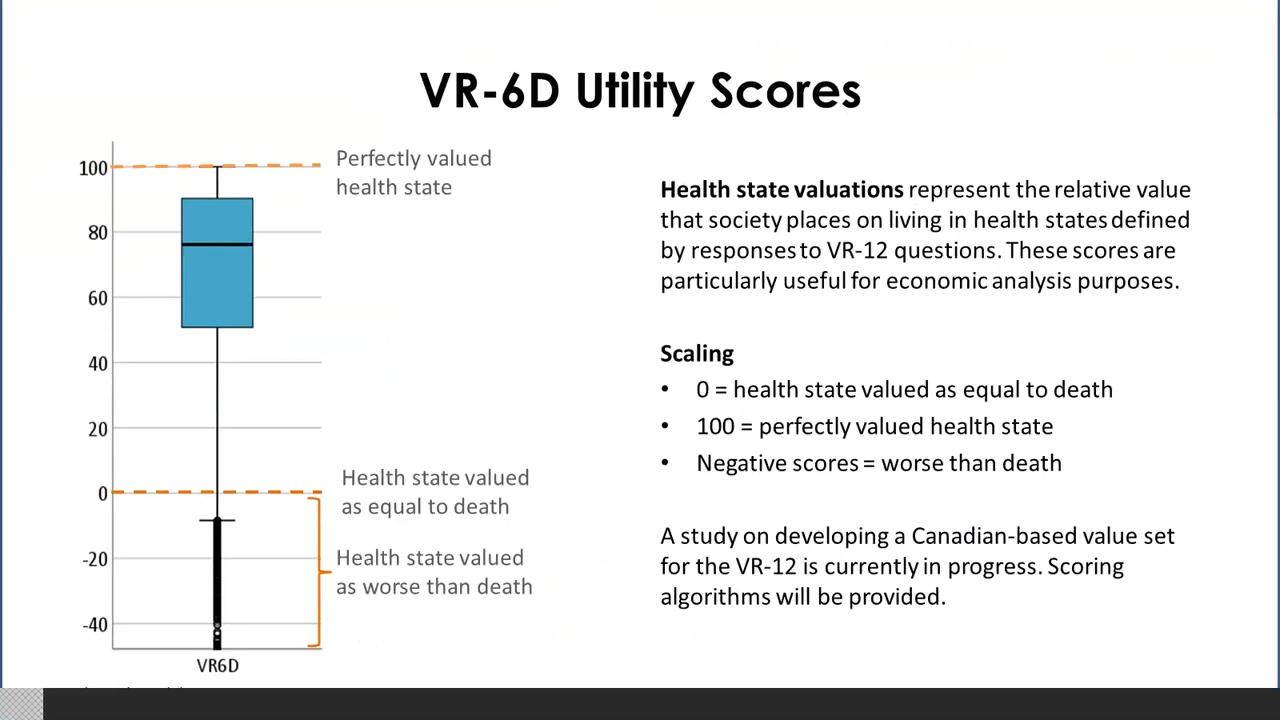 VR-6D Utility Scores
100
80
60
40
20
0
-20
-40
VR6D
Perfectly valued
health state
Health state valued
as equal to death
Health state valued
as worse than death
Health state valuations represent the relative value
that society places on living in health states defined
by responses to VR-12 questions. These scores are
particularly useful for economic analysis purposes.
Scaling
• 0 = health state valued as equal to death
• 100 = perfectly valued health state
• Negative scores = worse than death
A study on developing a Canadian-based value set
for the VR-12 is currently in progress. Scoring
algorithms will be provided.